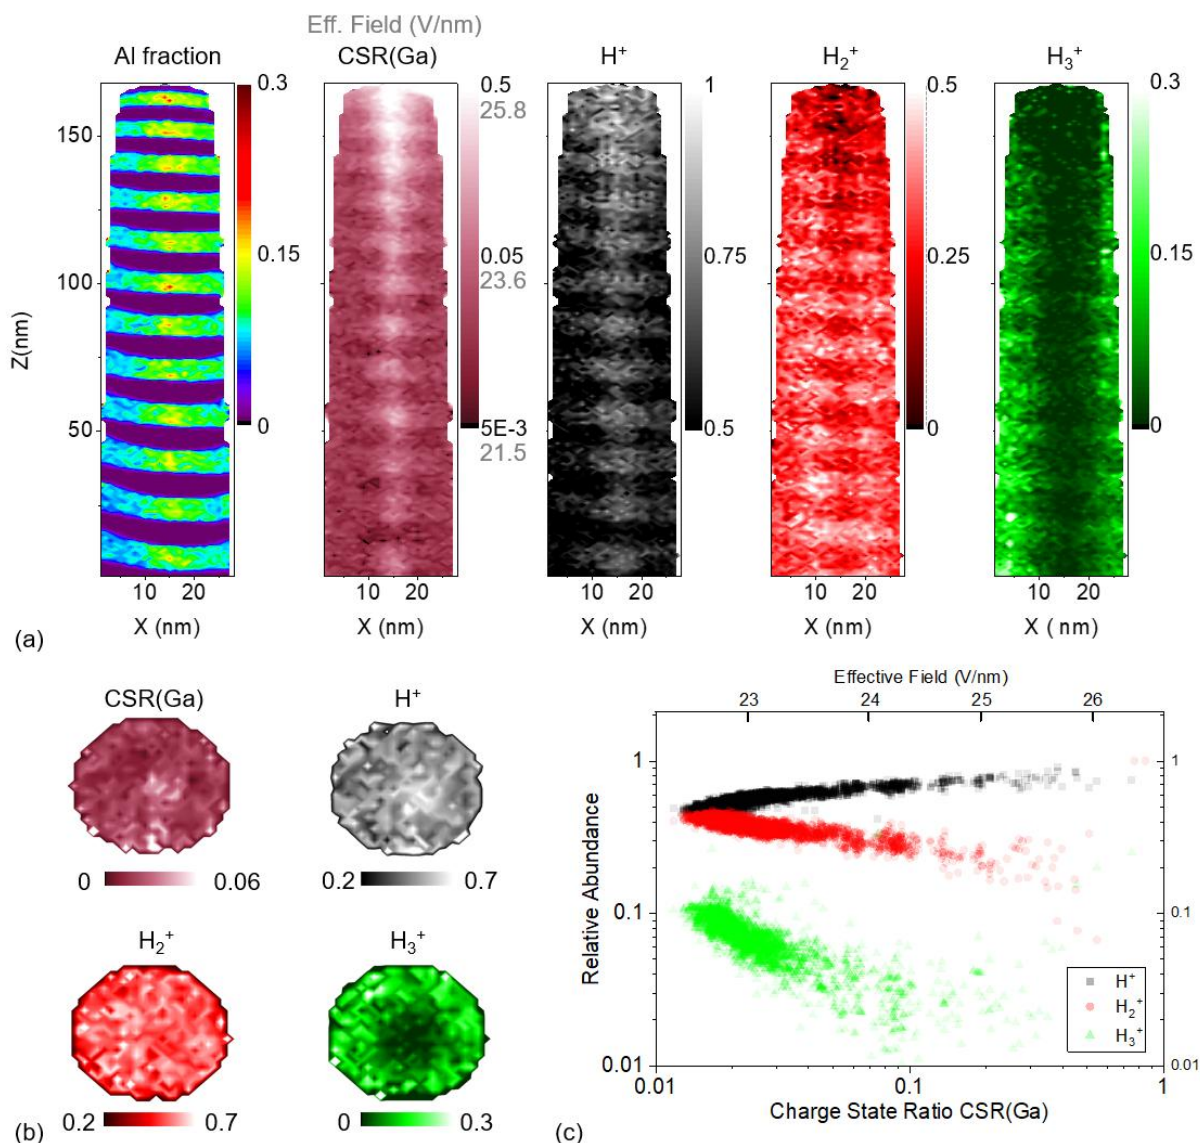 Eff. Field (V/nm)
Al fraction
CSR(Ga)
H⁺
H₂⁺
H₃⁺
0.3
0.15
0
0.5
25.8
0.05
23.6
5E-3
21.5
1
0.75
0.5
0.5
0.25
0
0.3
0.15
0
150
100
50
Z(nm)
10 20
10 20
10 20
10 20
10 20
X (nm)
X (nm)
X (nm)
X (nm)
X ( nm)
(a)
CSR(Ga)
H⁺
0 0.06
0.2 0.7
H₂⁺
H₃⁺
0.2 0.7
0 0.3
(b)
Effective Field (V/nm)
23 24 25 26
1
0.1
0.01
Relative Abundance
1
0.1
0.01
H⁺
H₂⁺
H₃⁺
0.01 0.1 1
Charge State Ratio CSR(Ga)
(c)